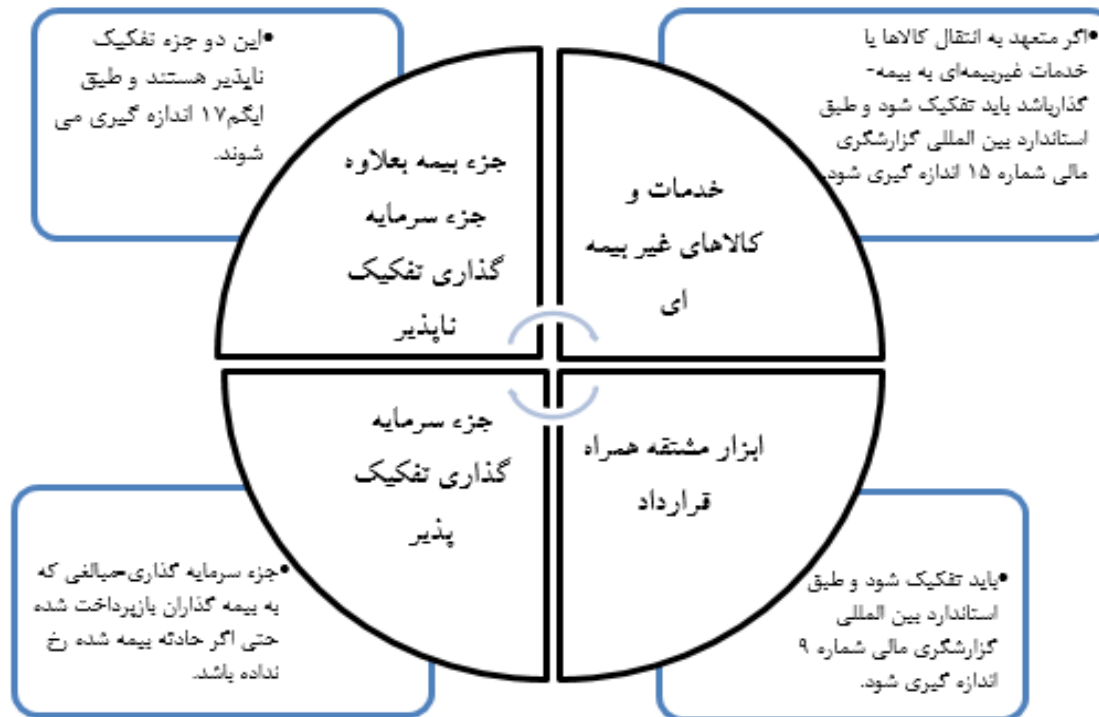 •اگر متعهد به انتقال کالاها یا
خدمات غیربیمه‌ای به بیمه-
گذارباشد باید تفکیک شود و طبق
استاندارد بین المللی گزارشگری
مالی شماره ۱۵ اندازه گیری شود.
خدمات و
کالاهای غیر بیمه
ای
•این دو جزء تفکیک
ناپذیر هستند و طبق
ایگم۱۷ اندازه گیری می
شوند.
جزء بیمه بعلاوه
جزء سرمایه
گذاری تفکیک
ناپذیر
ابزار مشتقه همراه
قرارداد
•باید تفکیک شود و طبق
استاندارد بین المللی
گزارشگری مالی شماره ۹
اندازه گیری شود.
جزء سرمایه
گذاری تفکیک
پذیر
•جزء سرمایه گذاری=مبالغی که
به بیمه گذاران بازپرداخت شده
حتی اگر حادثه بیمه شده رخ
نداده باشد.